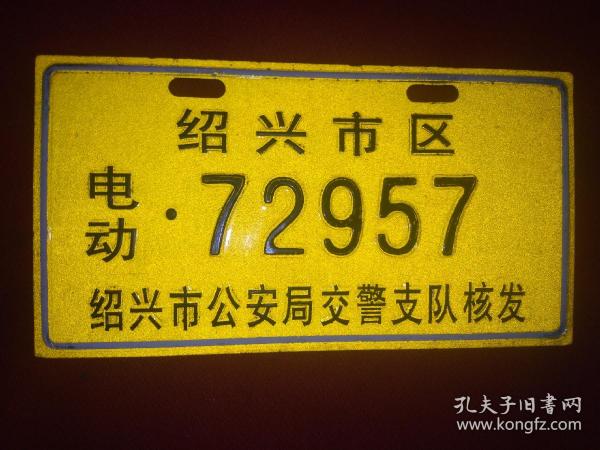 绍兴市区
电动·72957
绍兴市公安局交警支队核发
孔夫子旧书网
www.kongfz.com